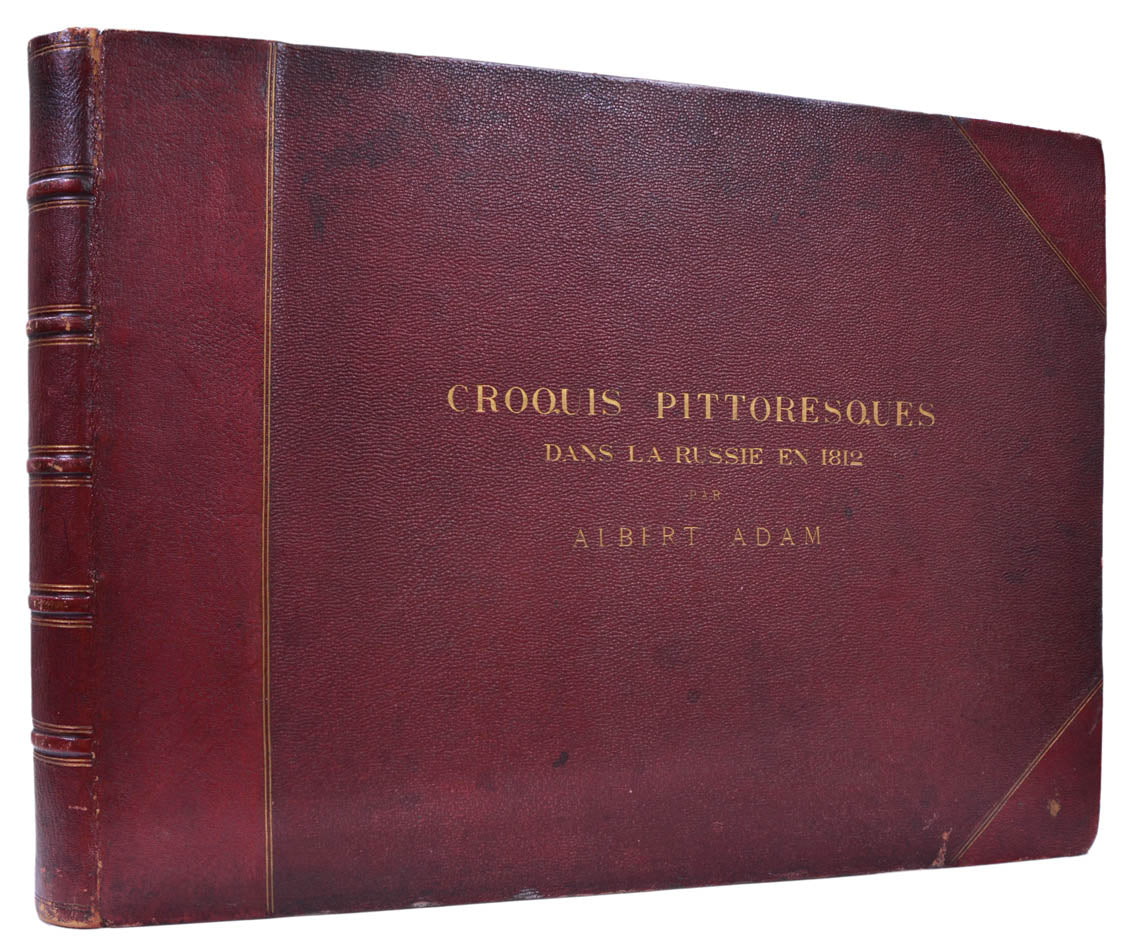 CROQUIS PITTORESQUES
DANS LA RUSSIE EN 1812
PAR
ALBERT ADAM